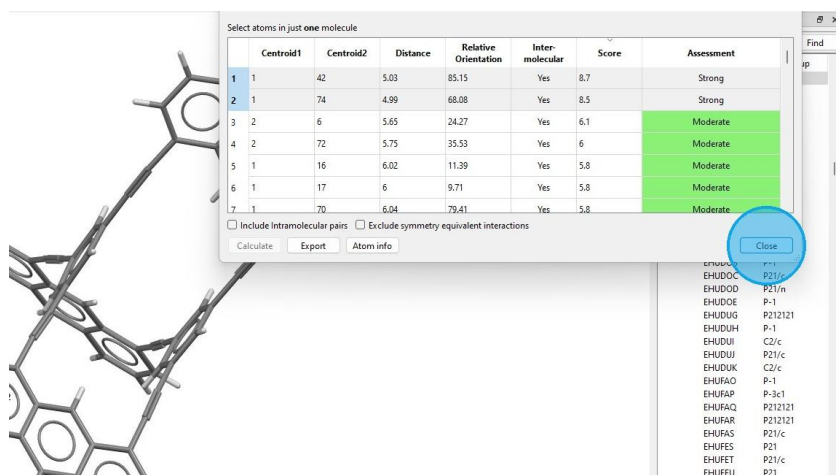 Select atoms in just one molecule
Find
Centroid1 Centroid2 Distance Relative Orientation Inter-molecular Score Assessment
1 1 42 5.03 85.15 Yes 8.7 Strong
2 1 74 4.99 68.08 Yes 8.5 Strong
3 2 6 5.65 24.27 Yes 6.1 Moderate
4 2 72 5.75 35.53 Yes 6 Moderate
5 1 16 6.02 11.39 Yes 5.8 Moderate
6 1 17 6 9.71 Yes 5.8 Moderate
7 1 70 6.04 79.41 Yes 5.8 Moderate
Include Intramolecular pairs Exclude symmetry equivalent interactions
Calculate Export Atom info Close
P-1
EHUDOC P21/c
EHUDOD P21/n
EHUDOE P-1
EHUDUG P212121
EHUDUH P-1
EHUDUI C2/c
EHUDUJ P21/c
EHUDUK C2/c
EHUFAO P-1
EHUFAP P-3c1
EHUFAQ P212121
EHUFAR P212121
EHUFAS P21/c
EHUFES P21
EHUFET P21/c
EHUFEU P21